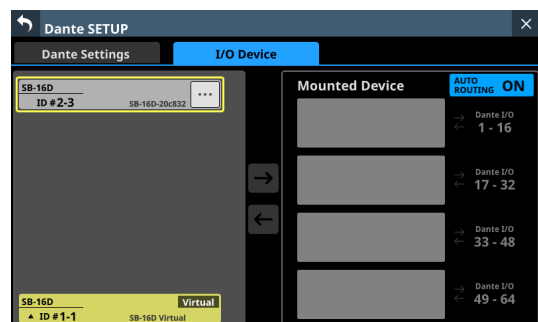 Dante SETUP
Dante Settings
I/O Device
SB-16D
ID #2-3
SB-16D-20c832
...
Mounted Device
AUTO ROUTING ON
Dante I/O
1 - 16
Dante I/O
17 - 32
Dante I/O
33 - 48
Dante I/O
49 - 64
SB-16D
Virtual
ID #1-1
SB-16D Virtual